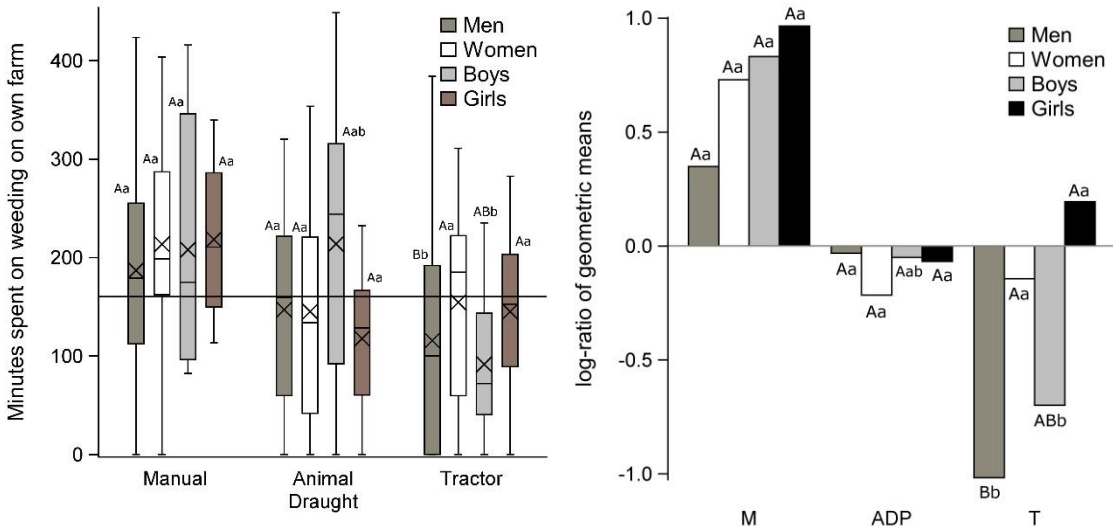 Minutes spent on weeding on own farm
400
300
200
100
0
Men
Women
Boys
Girls
Aa
Aa
Aa
Aa
Aa
Aa
Aab
Aa
Bb
Aa
ABb
Aa
Manual
Animal
Draught
Tractor
log-ratio of geometric means
1.0
0.5
0.0
-0.5
-1.0
Men
Women
Boys
Girls
Aa
Aa
Aa
Aa
Aa
Aa
Aab
Aa
Bb
Aa
ABb
Aa
M
ADP
T